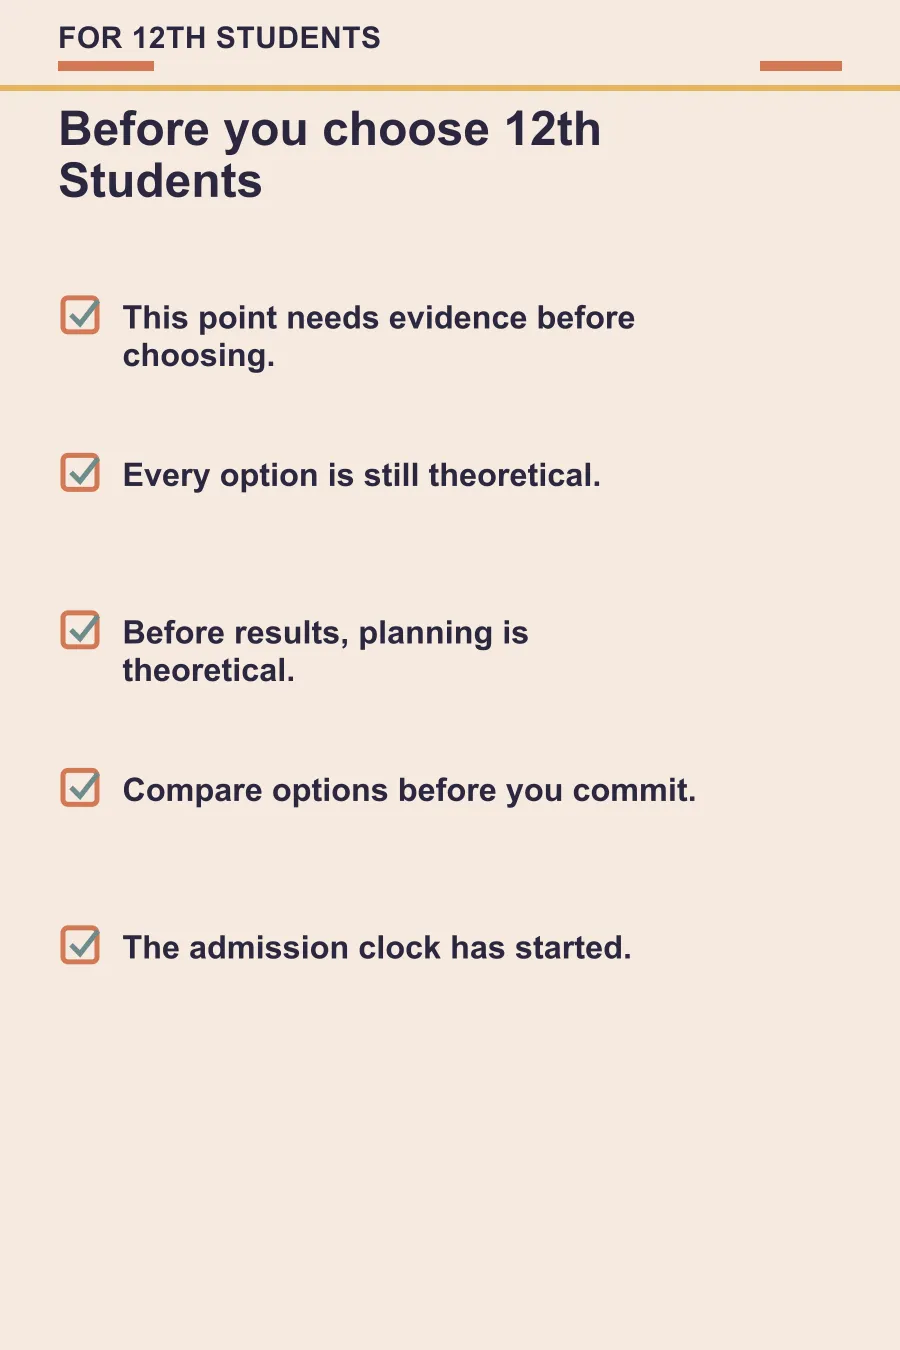 FOR 12TH STUDENTS
Before you choose 12th
Students
This point needs evidence before
choosing.
Every option is still theoretical.
Before results, planning is
theoretical.
Compare options before you commit.
The admission clock has started.